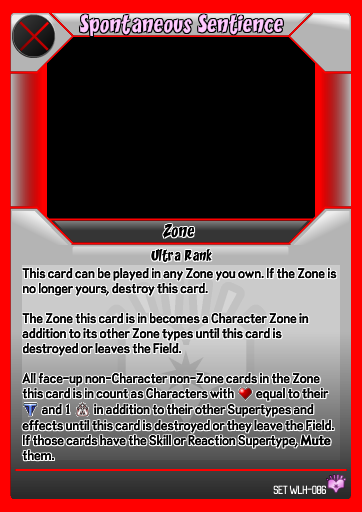 Spontaneous Sentience
Zone
Ultra Rank
This card can be played in any Zone you own. If the Zone is
no longer yours, destroy this card.
The Zone this card is in becomes a Character Zone in
addition to its other Zone types until this card is
destroyed or leaves the Field.
All face-up non-Character non-Zone cards in the Zone
this card is in count as Characters with equal to their
and 1 in addition to their other Supertypes and
effects until this card is destroyed or they leave the Field.
If those cards have the Skill or Reaction Supertype, Mute
them.
SET WLH-086